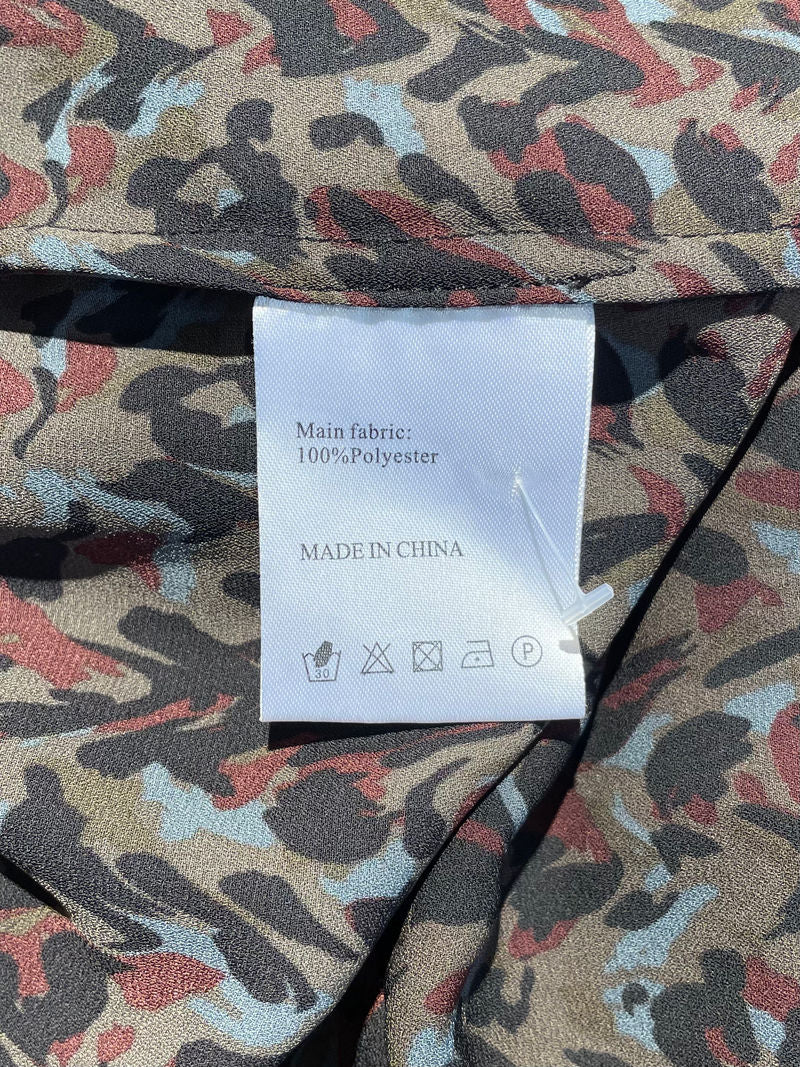 Main fabric:
100%Polyester
MADE IN CHINA
30
P